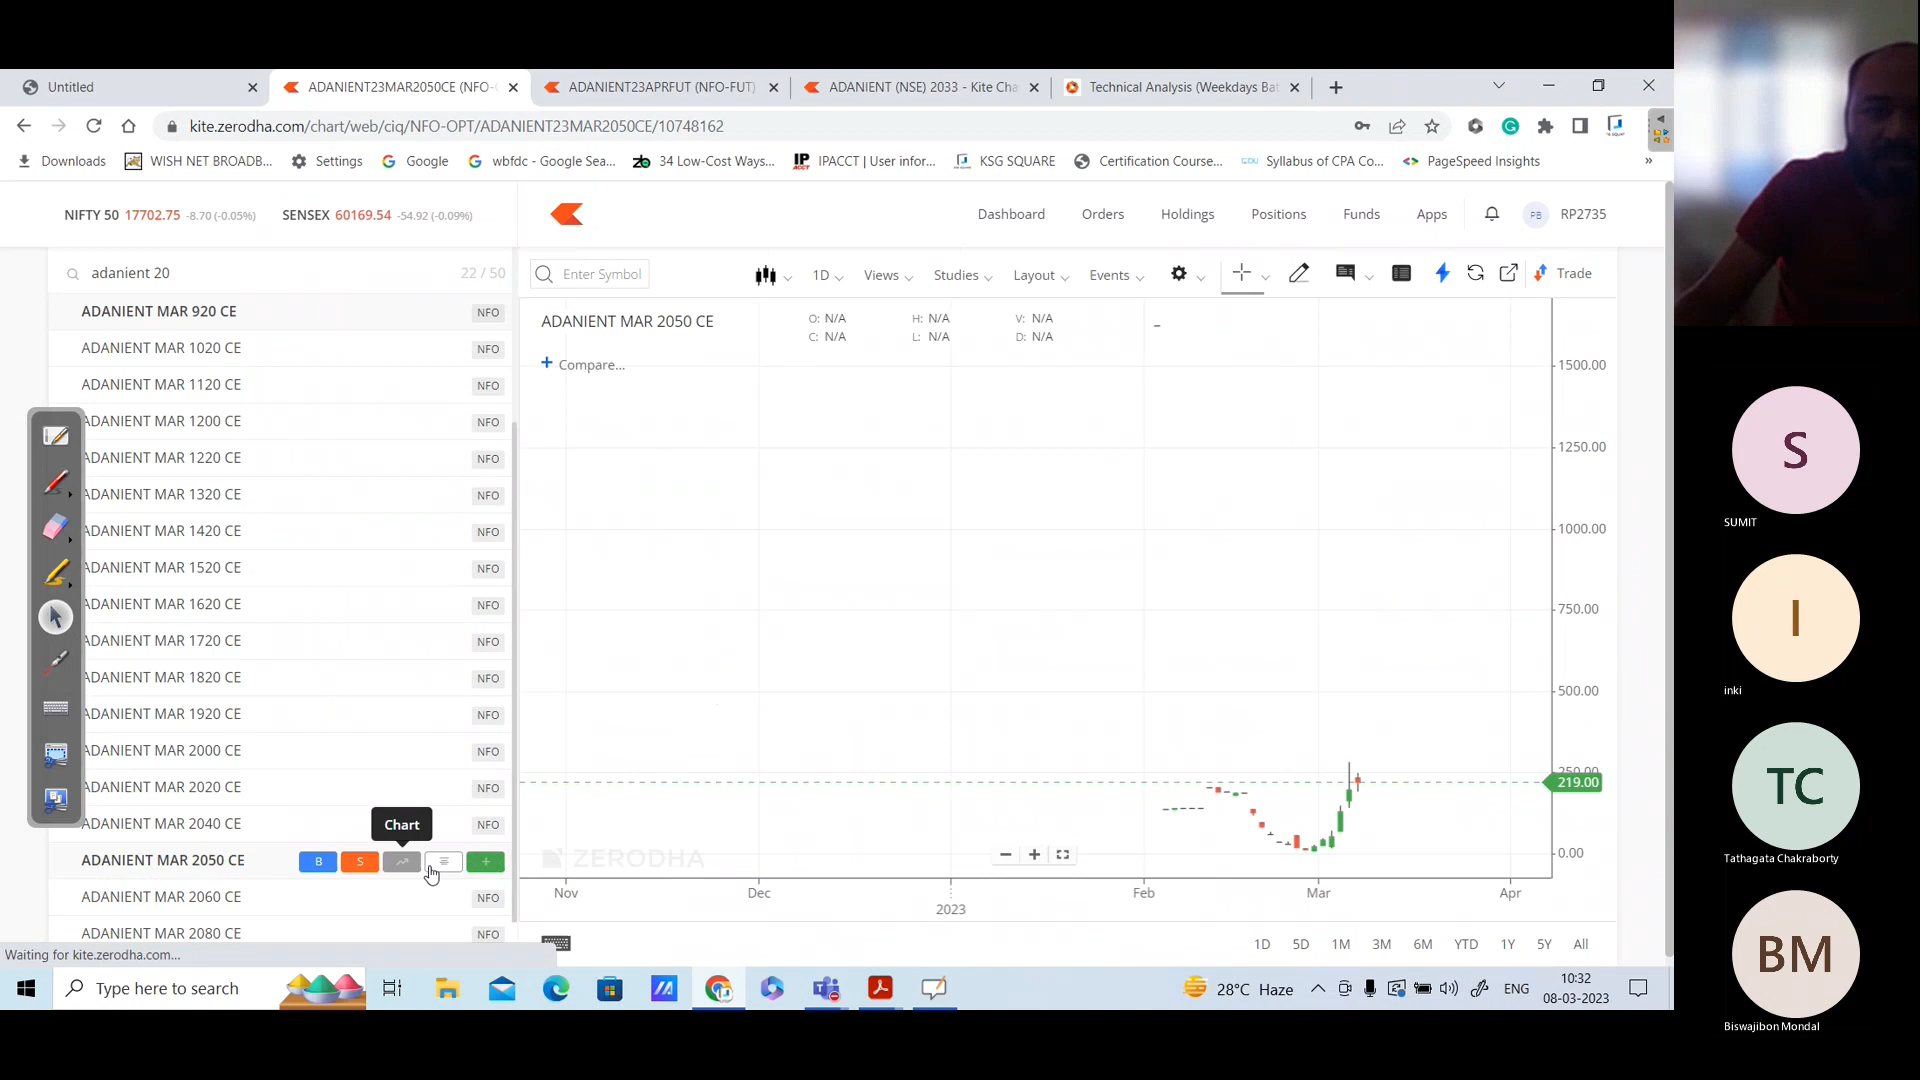 Untitled
ADANIENT23MAR2050CE (NFO-
ADANIENT23APRFUT (NFO-FUT)
ADANIENT (NSE) 2033 - Kite Cha
Technical Analysis (Weekdays Bat
kite.zerodha.com/chart/web/ciq/NFO-OPT/ADANIENT23MAR2050CE/10748162
Downloads
WISH NET BROADB...
Settings
Google
wbfdc - Google Sea...
34 Low-Cost Ways...
IPACCT | User infor...
KSG SQUARE
Certification Course...
Syllabus of CPA Co...
PageSpeed Insights
»
NIFTY 50 17702.75 -8.70 (-0.05%)
SENSEX 60169.54 -54.92 (-0.09%)
Dashboard
Orders
Holdings
Positions
Funds
Apps
PB
RP2735
adanient 20
22 / 50
Enter Symbol
1D
Views
Studies
Layout
Events
Trade
ADANIENT MAR 920 CE NFO
ADANIENT MAR 1020 CE NFO
ADANIENT MAR 1120 CE NFO
ADANIENT MAR 1200 CE NFO
ADANIENT MAR 1220 CE NFO
ADANIENT MAR 1320 CE NFO
ADANIENT MAR 1420 CE NFO
ADANIENT MAR 1520 CE NFO
ADANIENT MAR 1620 CE NFO
ADANIENT MAR 1720 CE NFO
ADANIENT MAR 1820 CE NFO
ADANIENT MAR 1920 CE NFO
ADANIENT MAR 2000 CE NFO
ADANIENT MAR 2020 CE NFO
ADANIENT MAR 2040 CE NFO
Chart
ADANIENT MAR 2050 CE B S
ADANIENT MAR 2060 CE NFO
ADANIENT MAR 2080 CE NFO
Waiting for kite.zerodha.com...
ADANIENT MAR 2050 CE
O: N/A H: N/A V: N/A
C: N/A L: N/A D: N/A
+ Compare...
1500.00
1250.00
1000.00
750.00
500.00
250.00
219.00
0.00
ZERODHA
Nov
Dec
2023
Feb
Mar
Apr
1D 5D 1M 3M 6M YTD 1Y 5Y All
Type here to search
28°C Haze
ENG
10:32
08-03-2023
S
SUMIT
I
inki
TC
Tathagata Chakraborty
BM
Biswajibon Mondal